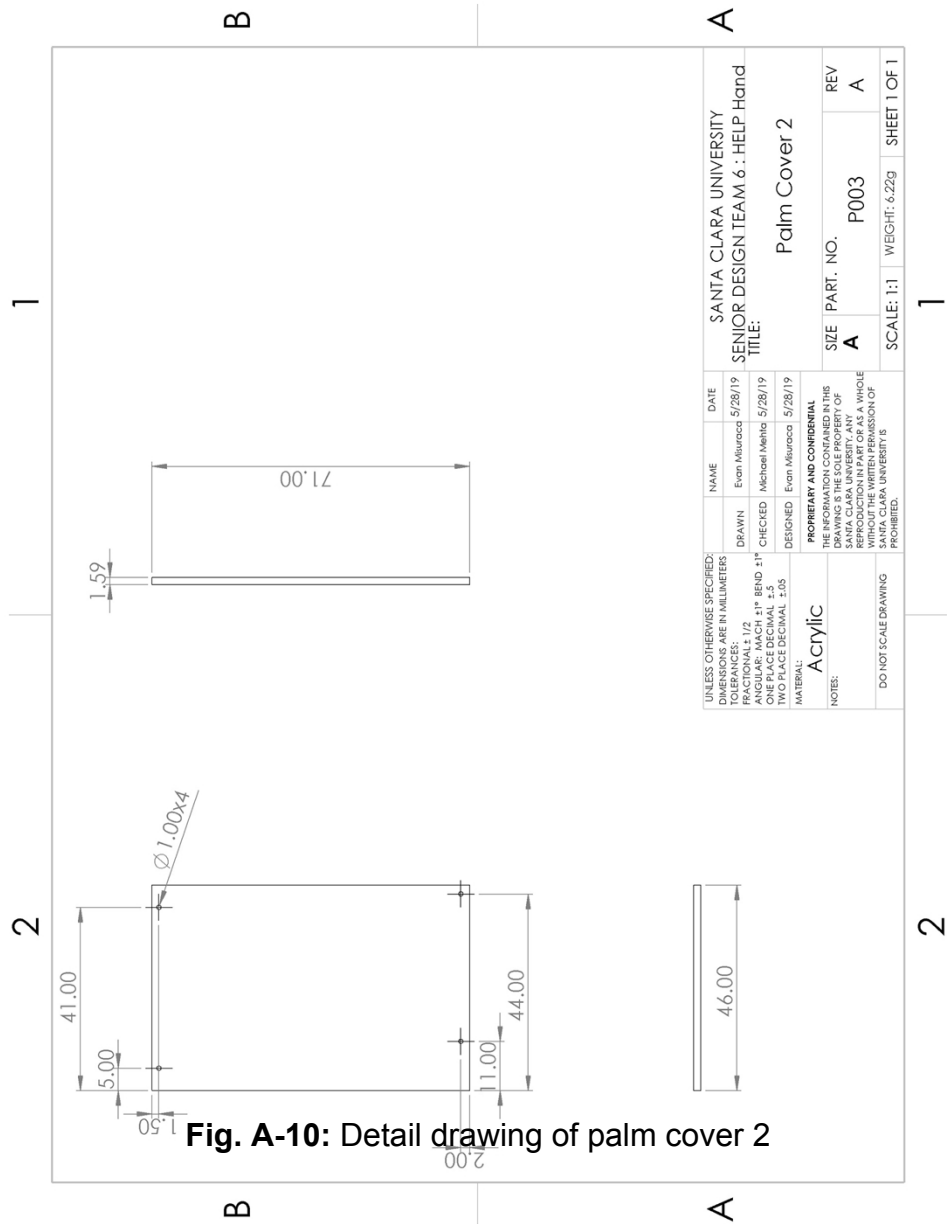 B
A
2
1
41.00
5.00
Ø 1.00x4
1.50
2.00
11.00
44.00
46.00
1.59
71.00
UNLESS OTHERWISE SPECIFIED:
DIMENSIONS ARE IN MILLIMETERS
TOLERANCES:
FRACTIONAL ± 1/2
ANGULAR: MACH ±1° BEND ±1°
ONE PLACE DECIMAL ±.5
TWO PLACE DECIMAL ±.05
MATERIAL:
Acrylic
NOTES:
DO NOT SCALE DRAWING
NAME DATE
DRAWN Evan Misuraca 5/28/19
CHECKED Michael Mehta 5/28/19
DESIGNED Evan Misuraca 5/28/19
PROPRIETARY AND CONFIDENTIAL
THE INFORMATION CONTAINED IN THIS
DRAWING IS THE SOLE PROPERTY OF
SANTA CLARA UNIVERSITY. ANY
REPRODUCTION IN PART OR AS A WHOLE
WITHOUT THE WRITTEN PERMISSION OF
SANTA CLARA UNIVERSITY IS
PROHIBITED.
SANTA CLARA UNIVERSITY
SENIOR DESIGN TEAM 6 : HELP Hand
TITLE:
Palm Cover 2
SIZE PART. NO. REV
A P003 A
SCALE: 1:1 WEIGHT: 6.22g SHEET 1 OF 1
2
1
B
A
Fig. A-10: Detail drawing of palm cover 2